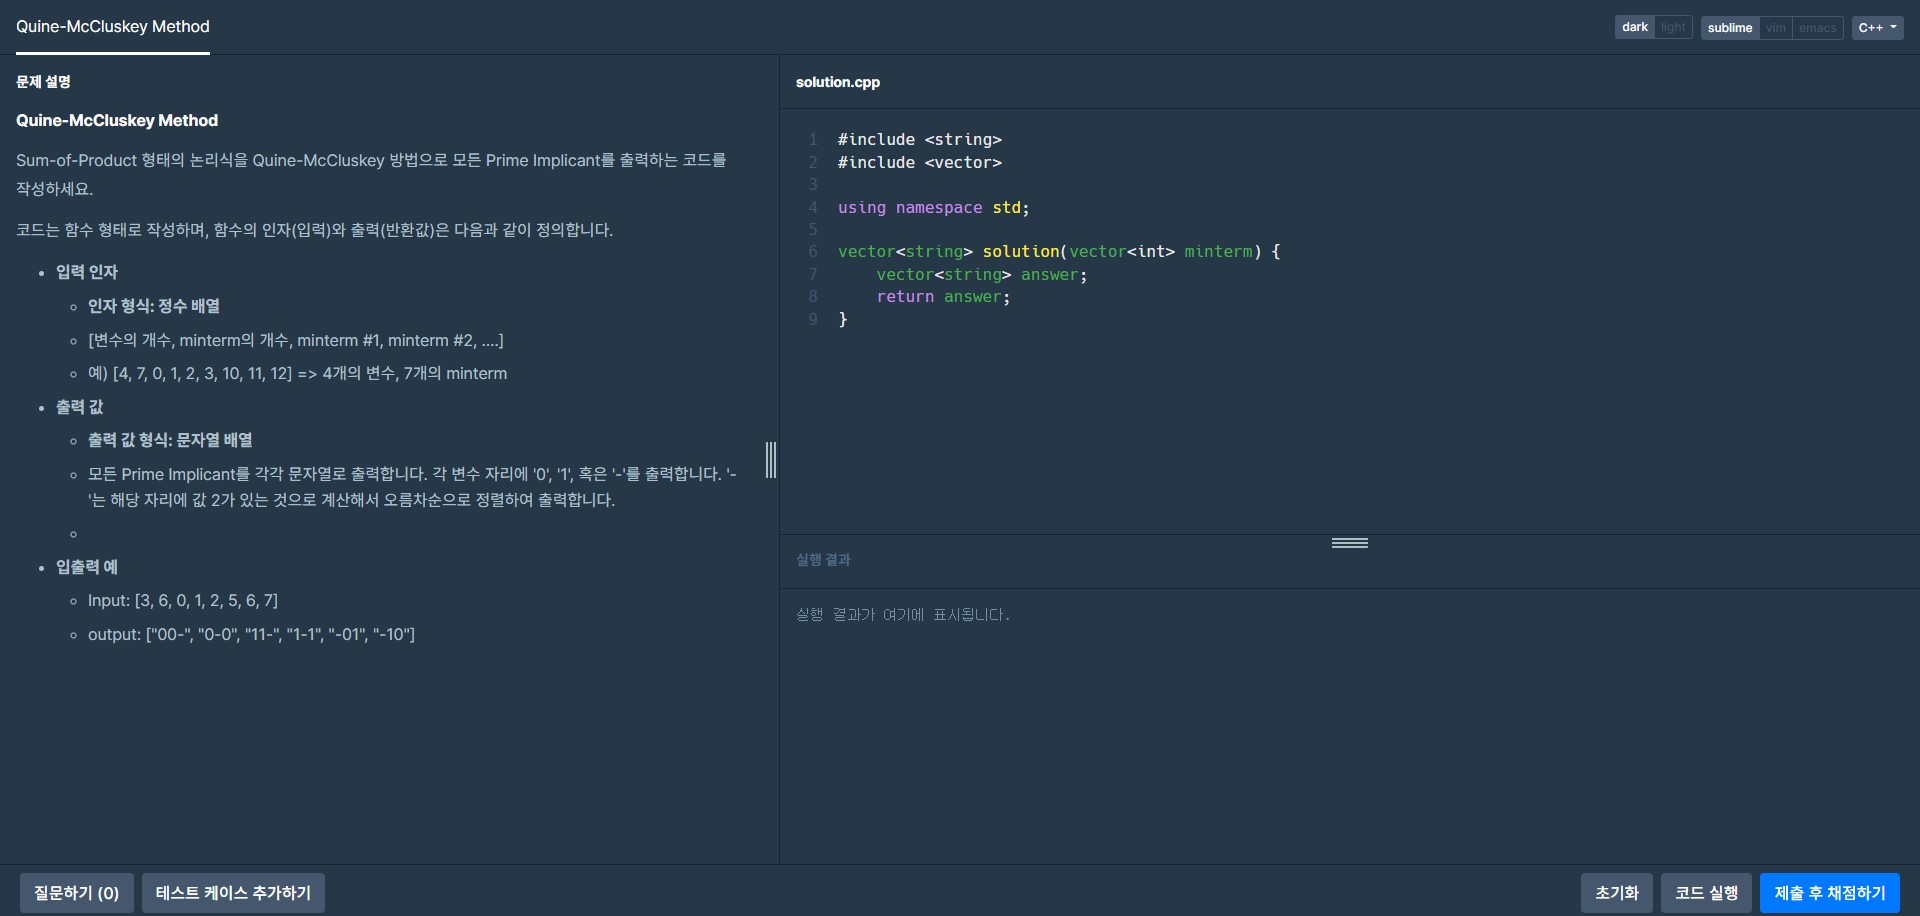 Quine-McCluskey Method
dark light sublime vim emacs C++
문제 설명
Quine-McCluskey Method
Sum-of-Product 형태의 논리식을 Quine-McCluskey 방법으로 모든 Prime Implicant를 출력하는 코드를
작성하세요.
코드는 함수 형태로 작성하며, 함수의 인자(입력)와 출력(반환값)은 다음과 같이 정의합니다.
입력 인자
인자 형식: 정수 배열
[변수의 개수, minterm의 개수, minterm #1, minterm #2, ....]
예) [4, 7, 0, 1, 2, 3, 10, 11, 12] => 4개의 변수, 7개의 minterm
출력 값
출력 값 형식: 문자열 배열
모든 Prime Implicant를 각각 문자열로 출력합니다. 각 변수 자리에 '0', '1', 혹은 '-'를 출력합니다. '-
'는 해당 자리에 값 2가 있는 것으로 계산해서 오름차순으로 정렬하여 출력합니다.
입출력 예
Input: [3, 6, 0, 1, 2, 5, 6, 7]
output: ["00-", "0-0", "11-", "1-1", "-01", "-10"]
solution.cpp
1 #include <string>
2 #include <vector>
3
4 using namespace std;
5
6 vector<string> solution(vector<int> minterm) {
7     vector<string> answer;
8     return answer;
9 }
실행 결과
실행 결과가 여기에 표시됩니다.
질문하기 (0) 테스트 케이스 추가하기 초기화 코드 실행 제출 후 채점하기